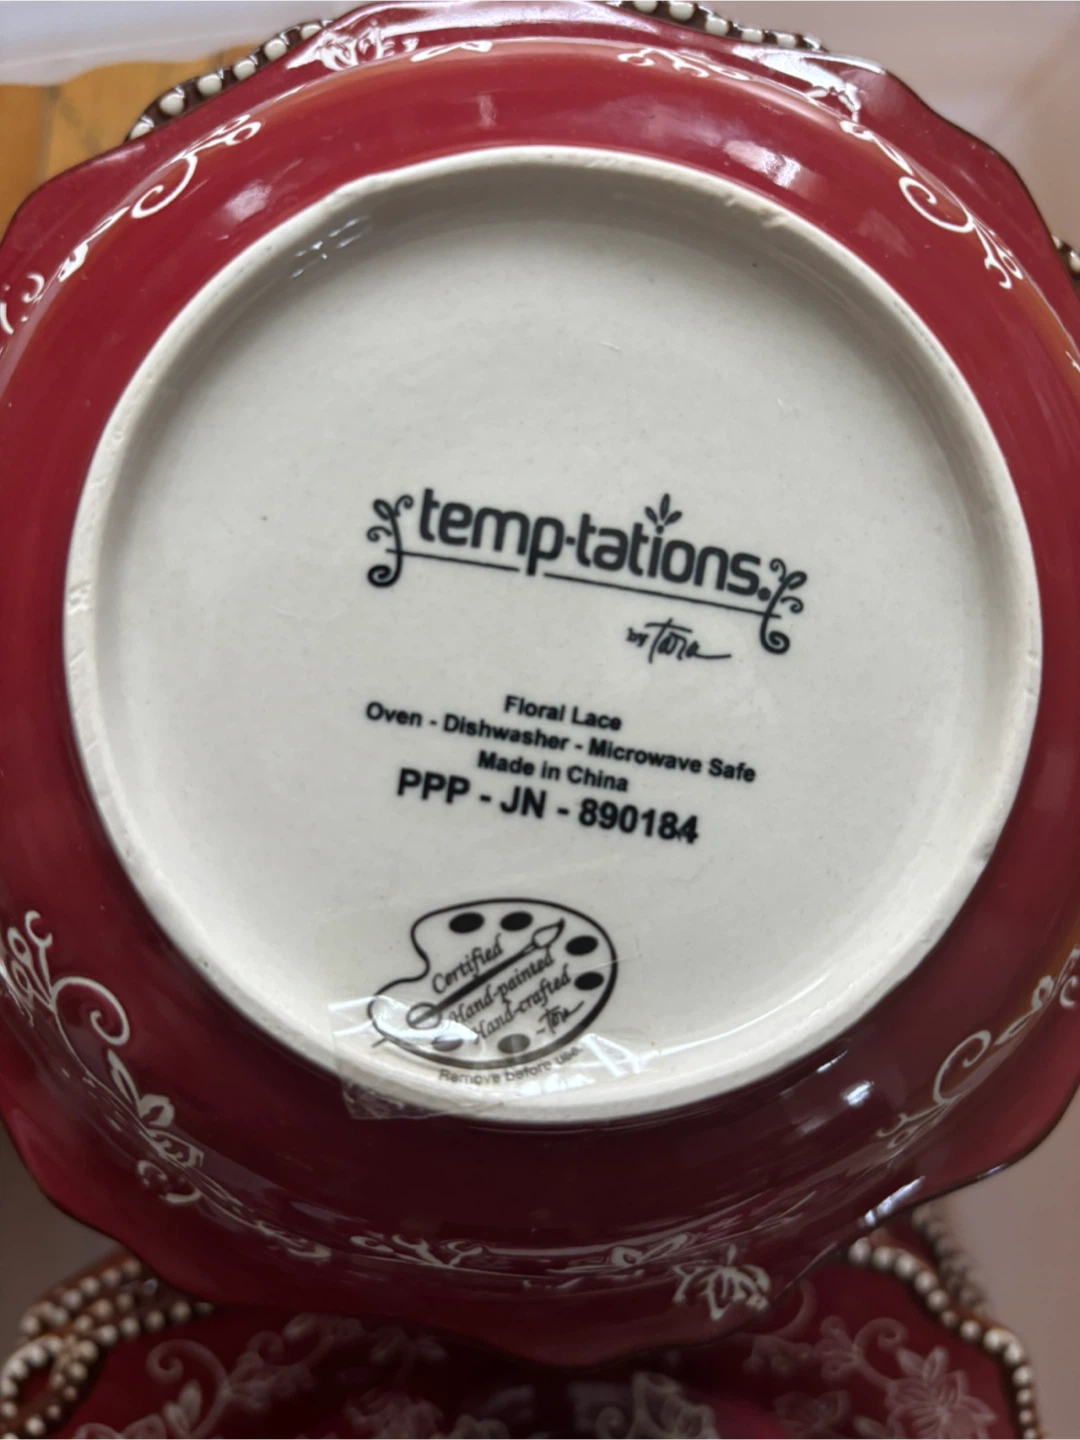 temp-tations.
by Tara
Floral Lace
Oven - Dishwasher - Microwave Safe
Made in China
PPP - JN - 890184
Certified
Hand-painted
Hand-crafted
-Tara
Remove before use.